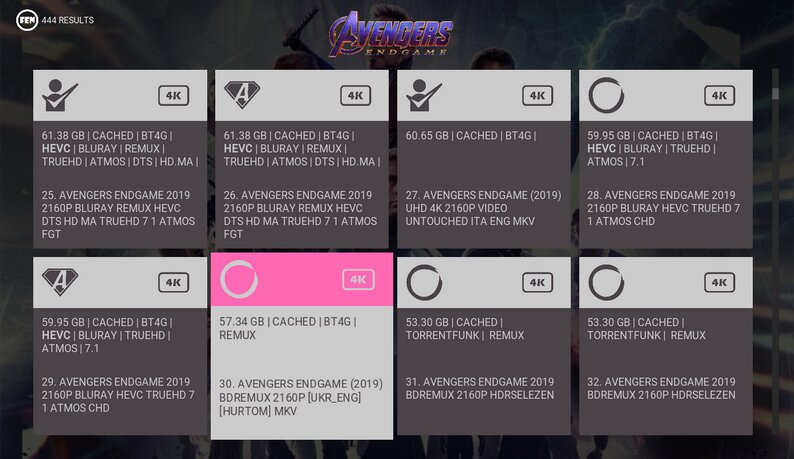 FEN 444 RESULTS
AVENGERS
ENDGAME
4K
61.38 GB | CACHED | BT4G |
HEVC | BLURAY | REMUX |
TRUEHD | ATMOS | DTS | HD.MA |
25. AVENGERS ENDGAME 2019
2160P BLURAY REMUX HEVC
DTS HD MA TRUEHD 7 1 ATMOS
FGT
A 4K
61.38 GB | CACHED | BT4G |
HEVC | BLURAY | REMUX |
TRUEHD | ATMOS | DTS | HD.MA |
26. AVENGERS ENDGAME 2019
2160P BLURAY REMUX HEVC
DTS HD MA TRUEHD 7 1 ATMOS
FGT
4K
60.65 GB | CACHED | BT4G |
27. AVENGERS ENDGAME (2019)
UHD 4K 2160P VIDEO
UNTOUCHED ITA ENG MKV
4K
59.95 GB | CACHED | BT4G |
HEVC | BLURAY | TRUEHD |
ATMOS | 7.1
28. AVENGERS ENDGAME 2019
2160P BLURAY HEVC TRUEHD 7
1 ATMOS CHD
A 4K
59.95 GB | CACHED | BT4G |
HEVC | BLURAY | TRUEHD |
ATMOS | 7.1
29. AVENGERS ENDGAME 2019
2160P BLURAY HEVC TRUEHD 7
1 ATMOS CHD
4K
57.34 GB | CACHED | BT4G |
REMUX
30. AVENGERS ENDGAME (2019)
BDREMUX 2160P [UKR_ENG]
[HURTOM] MKV
4K
53.30 GB | CACHED |
TORRENTFUNK | REMUX
31. AVENGERS ENDGAME 2019
BDREMUX 2160P HDRSELEZEN
4K
53.30 GB | CACHED |
TORRENTFUNK | REMUX
32. AVENGERS ENDGAME 2019
BDREMUX 2160P HDRSELEZEN